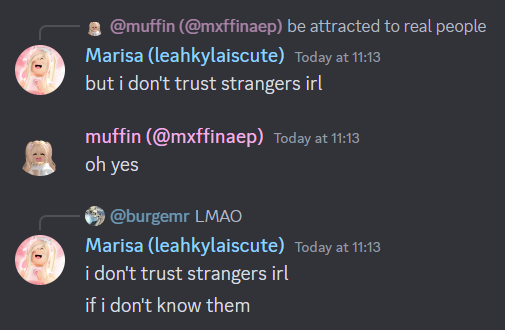 @muffin (@mxffinaep) be attracted to real people
Marisa (leahkylaiscute) Today at 11:13
but i don't trust strangers irl
muffin (@mxffinaep) Today at 11:13
oh yes
@burgemr LMAO
Marisa (leahkylaiscute) Today at 11:13
i don't trust strangers irl
if i don't know them